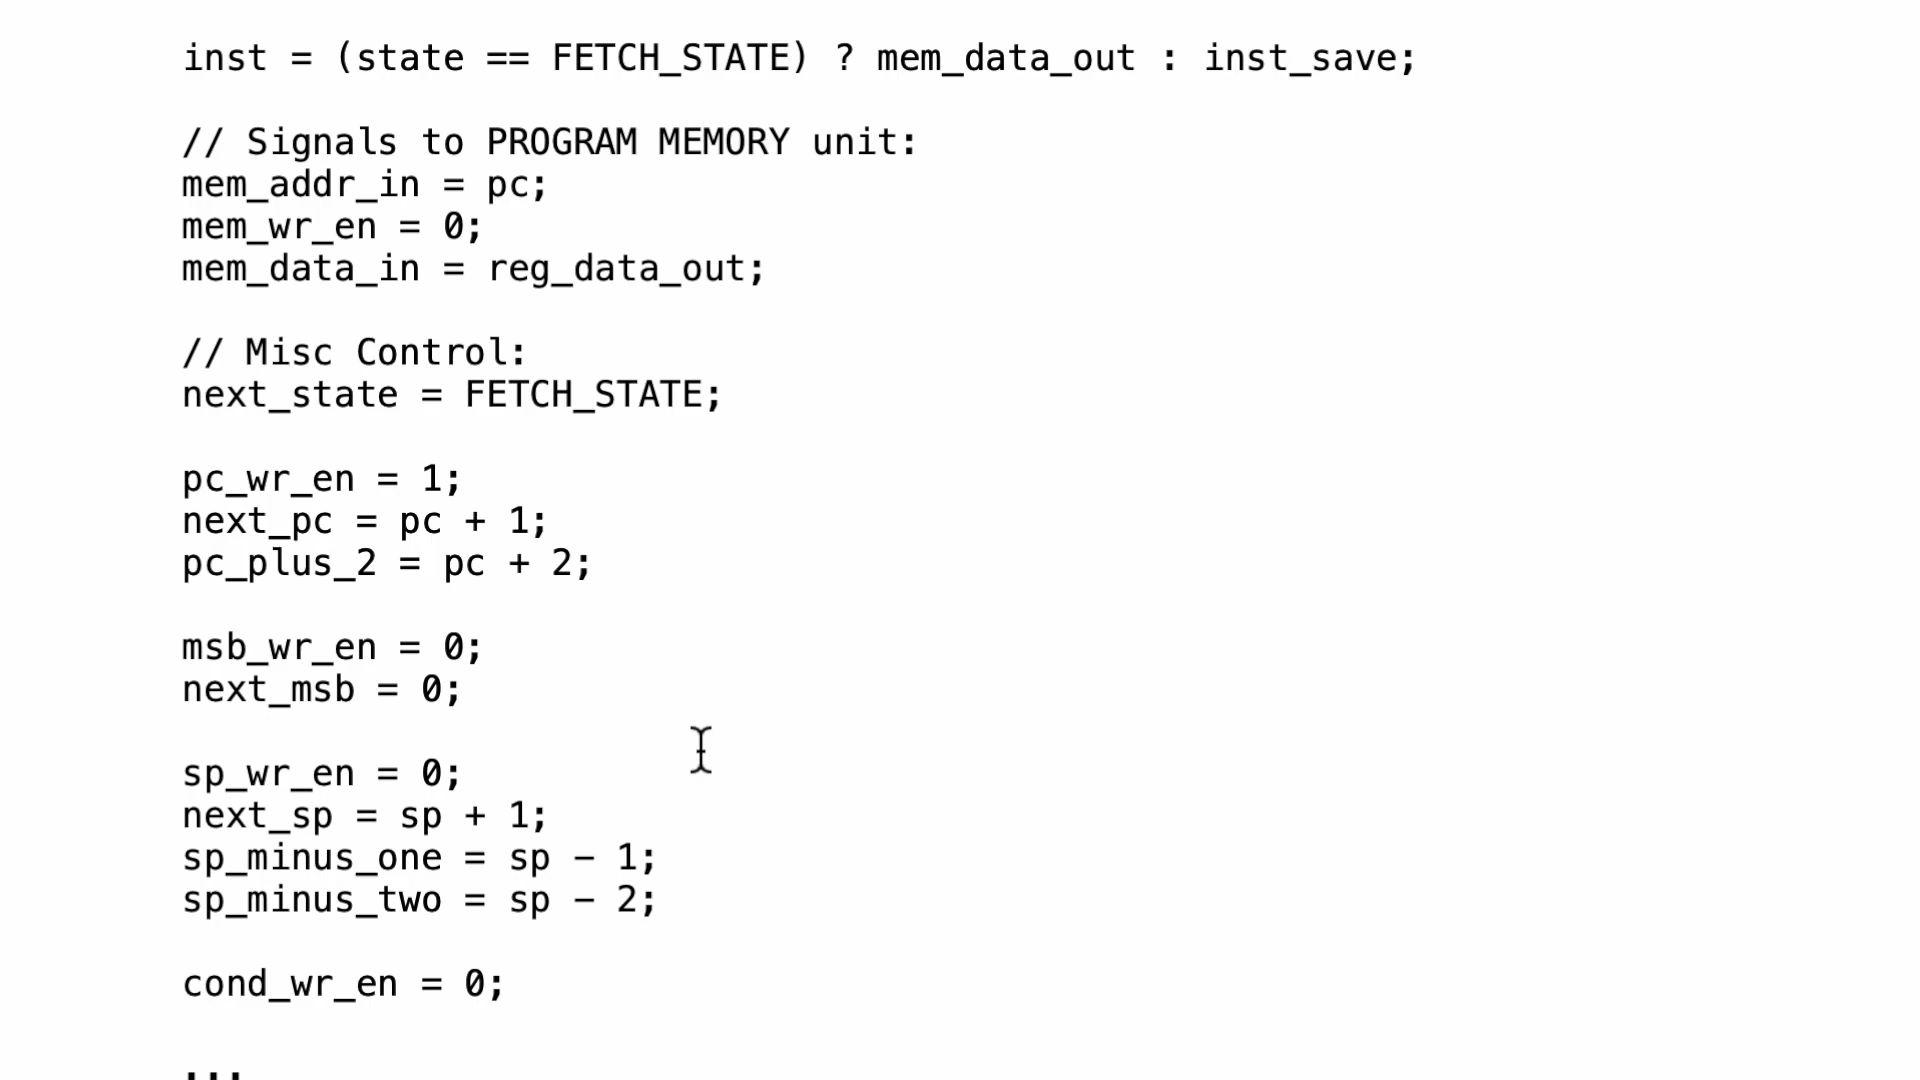 inst = (state == FETCH_STATE) ? mem_data_out : inst_save;
// Signals to PROGRAM MEMORY unit:
mem_addr_in = pc;
mem_wr_en = 0;
mem_data_in = reg_data_out;
// Misc Control:
next_state = FETCH_STATE;
pc_wr_en = 1;
next_pc = pc + 1;
pc_plus_2 = pc + 2;
msb_wr_en = 0;
next_msb = 0;
sp_wr_en = 0;
next_sp = sp + 1;
sp_minus_one = sp − 1;
sp_minus_two = sp − 2;
cond_wr_en = 0;
...